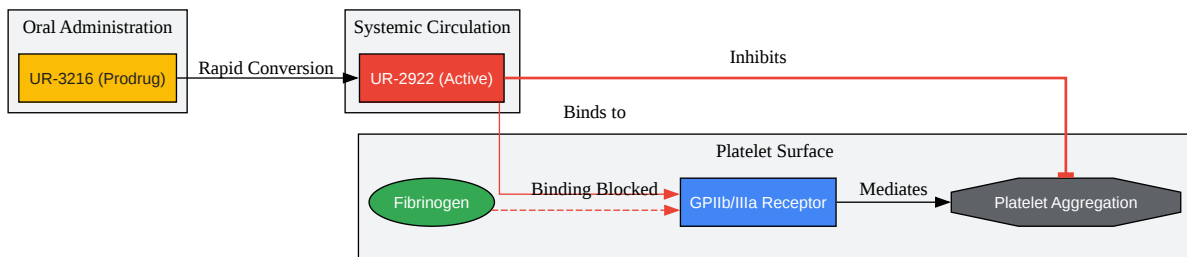 Oral Administration
UR-3216 (Prodrug)
Rapid Conversion
Systemic Circulation
UR-2922 (Active)
Inhibits
Binds to
Platelet Surface
Fibrinogen
Binding Blocked
GPIIb/IIIa Receptor
Mediates
Platelet Aggregation